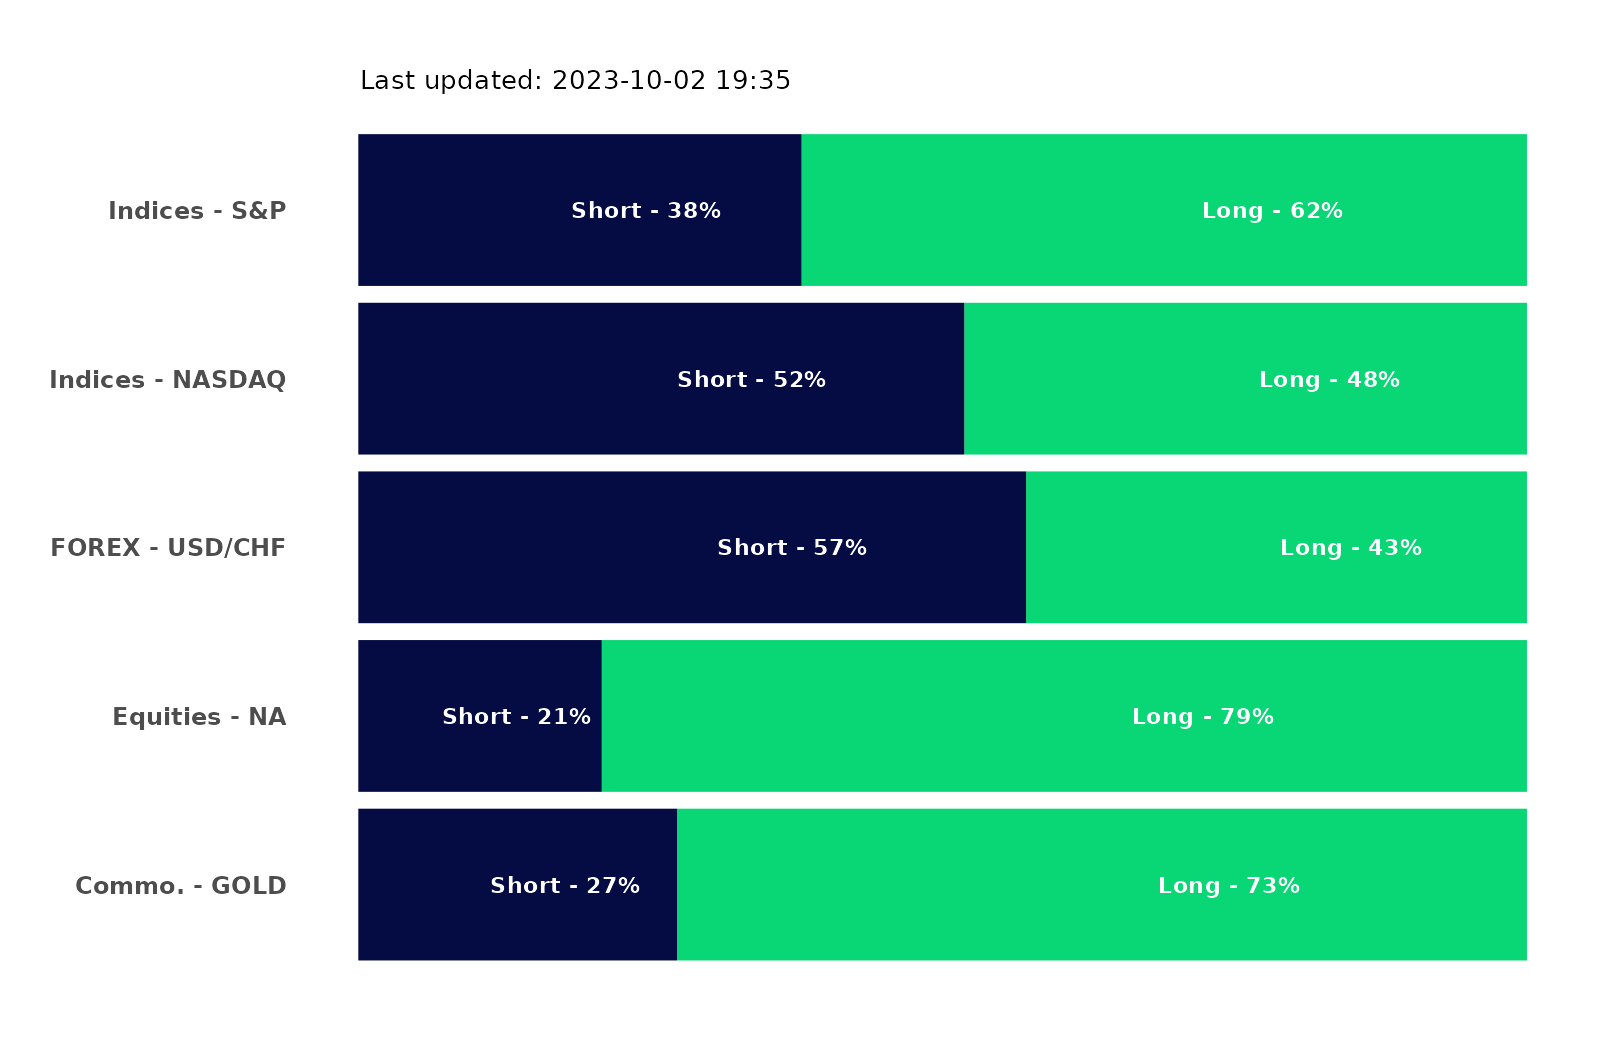 Last updated: 2023-10-02 19:35
Indices - S&P Short - 38% Long - 62%
Indices - NASDAQ Short - 52% Long - 48%
FOREX - USD/CHF Short - 57% Long - 43%
Equities - NA Short - 21% Long - 79%
Commo. - GOLD Short - 27% Long - 73%